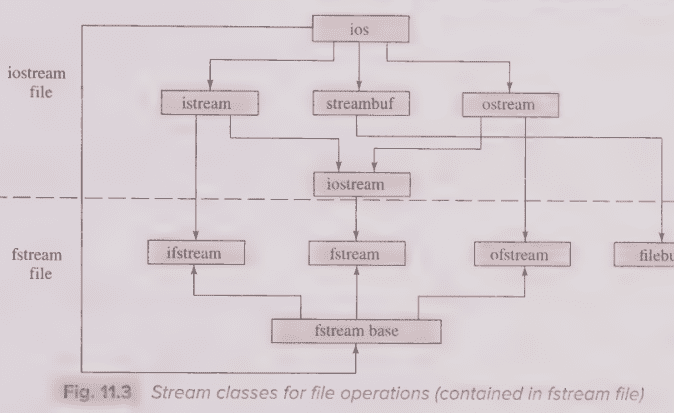 ios
iostream
file
istream
streambuf
ostream
iostream
fstream
file
ifstream
fstream
ofstream
filebu
fstream base
Fig. 11.3 Stream classes for file operations (contained in fstream file)